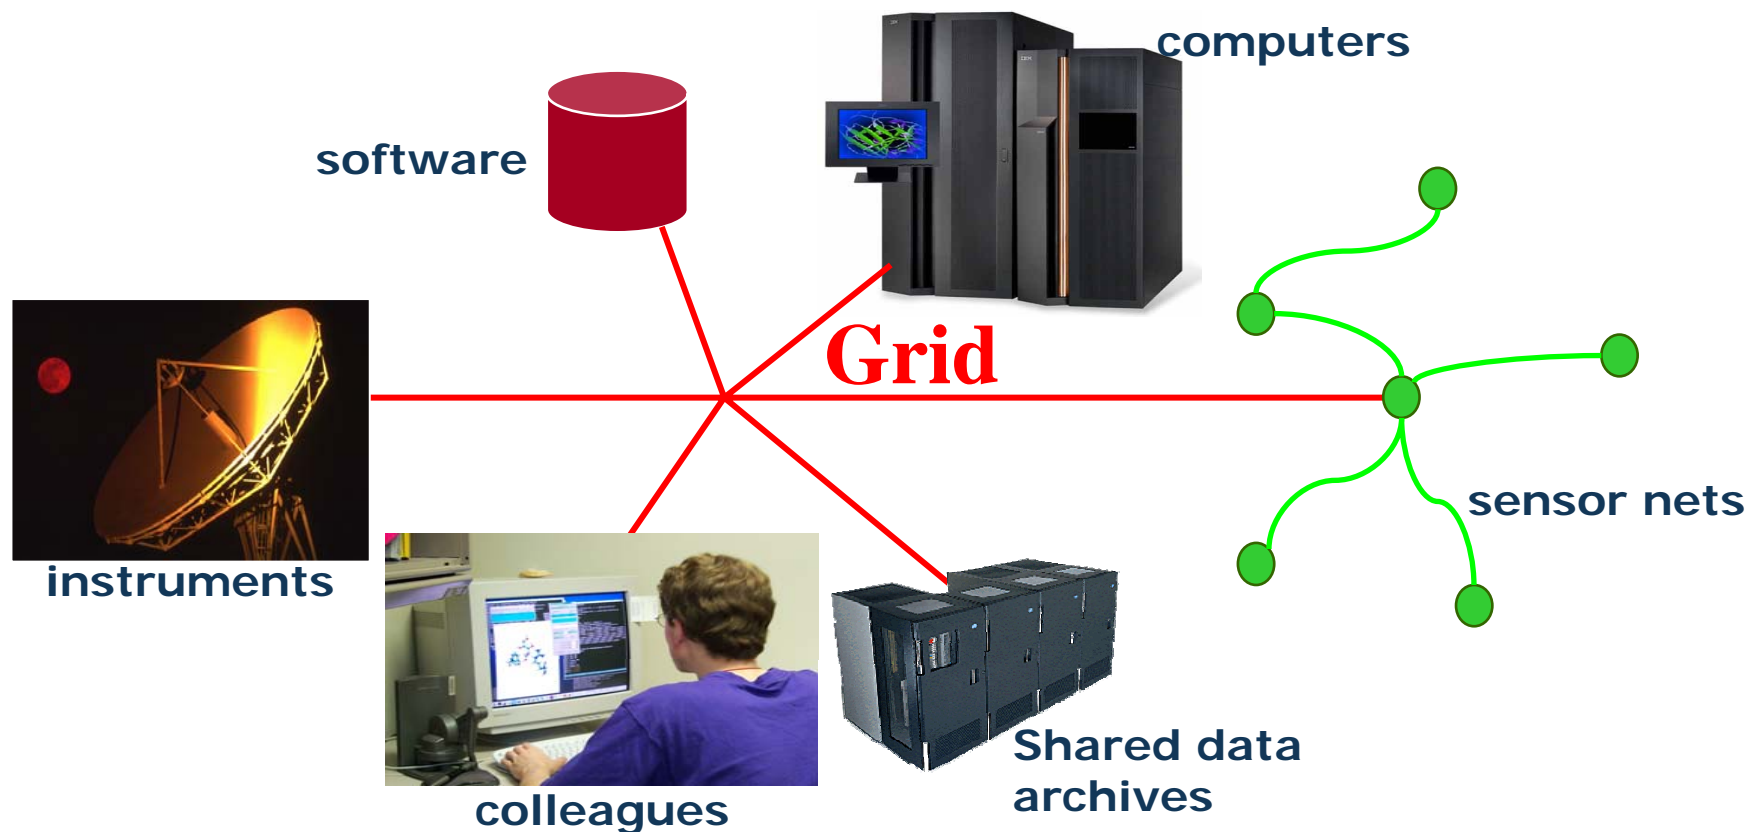 computers
software
Grid
sensor nets
instruments
Shared data
archives
colleagues